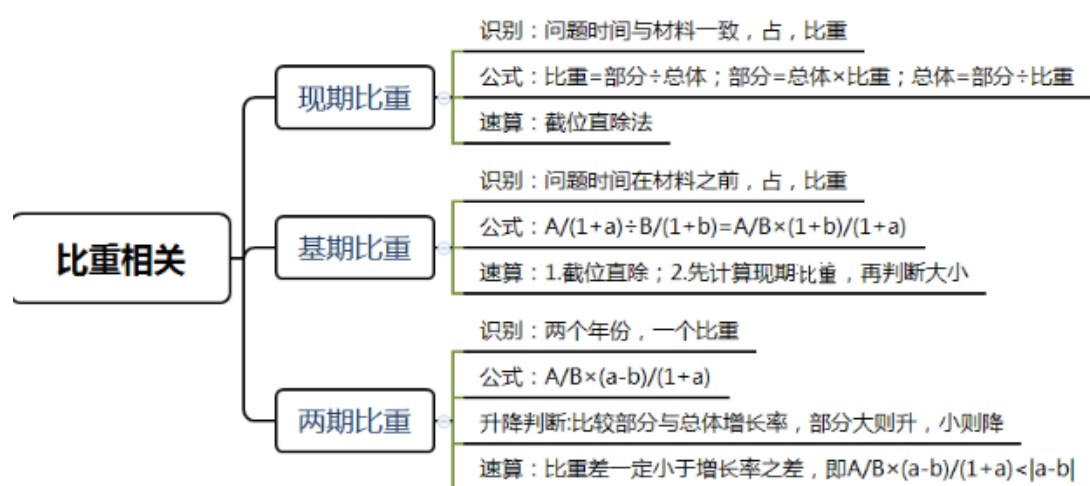 比重相关
现期比重
识别：问题时间与材料一致，占，比重
公式：比重=部分÷总体；部分=总体×比重；总体=部分÷比重
速算：截位直除法
基期比重
识别：问题时间在材料之前，占，比重
公式：A/(1+a)÷B/(1+b)=A/B×(1+b)/(1+a)
速算：1.截位直除；2.先计算现期比重，再判断大小
两期比重
识别：两个年份，一个比重
公式：A/B×(a-b)/(1+a)
升降判断:比较部分与总体增长率，部分大则升，小则降
速算：比重差一定小于增长率之差，即A/B×(a-b)/(1+a)<|a-b|